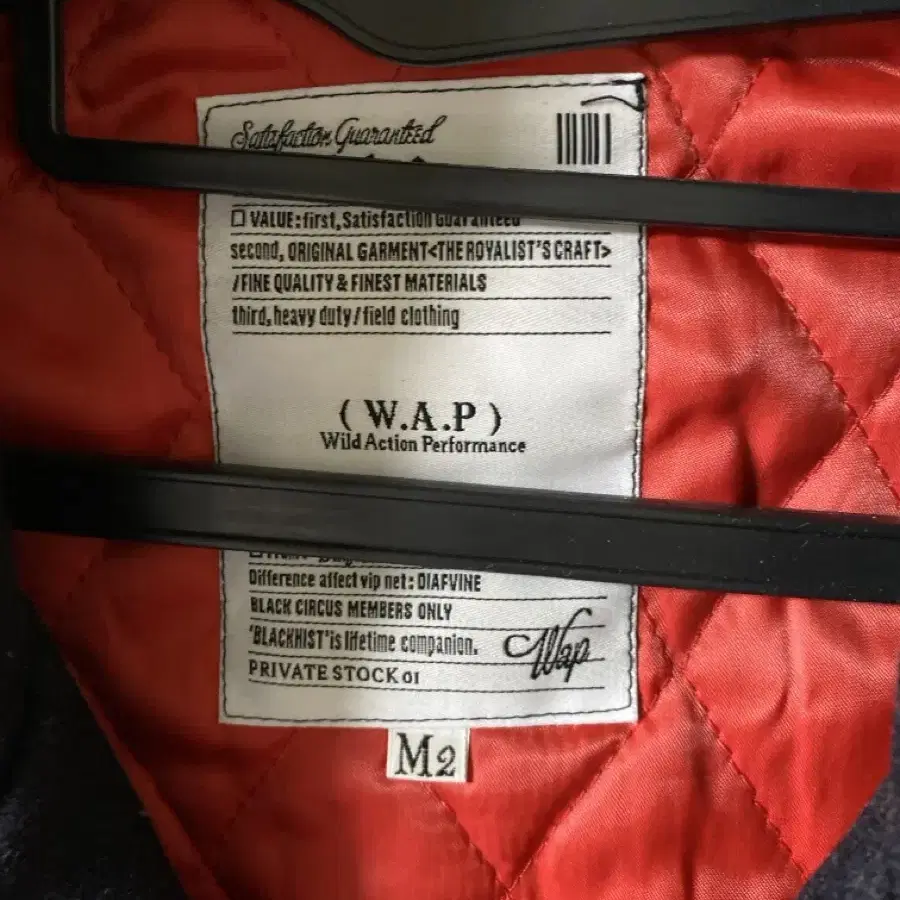 Satisfaction Guaranteed
VALUE:first,Satisfaction Guaranteed
second, ORIGINAL GARMENT<THE ROYALIST'S CRAFT>
/FINE QUALITY & FINEST MATERIALS
third,heavy duty/field clothing
( W.A.P )
Wild Action Performance
Difference affect vip net: DIAFVINE
BLACK CIRCUS MEMBERS ONLY
'BLACKHIST' is lifetime companion.
Wap
PRIVATE STOCK 01
M2